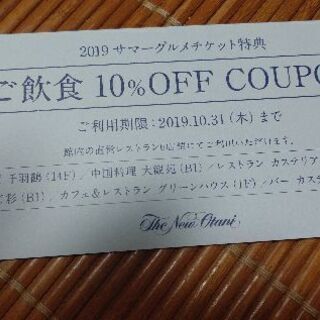 2019 サマーグルメチケット特典
ご飲食 10%OFF COUPO
ご利用期限:2019.10.31 (木) まで
館内の直営レストラン6店舗にてご利用いただけます。
千羽鶴 (14F) / 中国料理 大観苑 (B1) / レストラン カステリア
彩 (B1) / カフェ&レストラン グリーンハウス (1F) / バー カステ
The New Otani